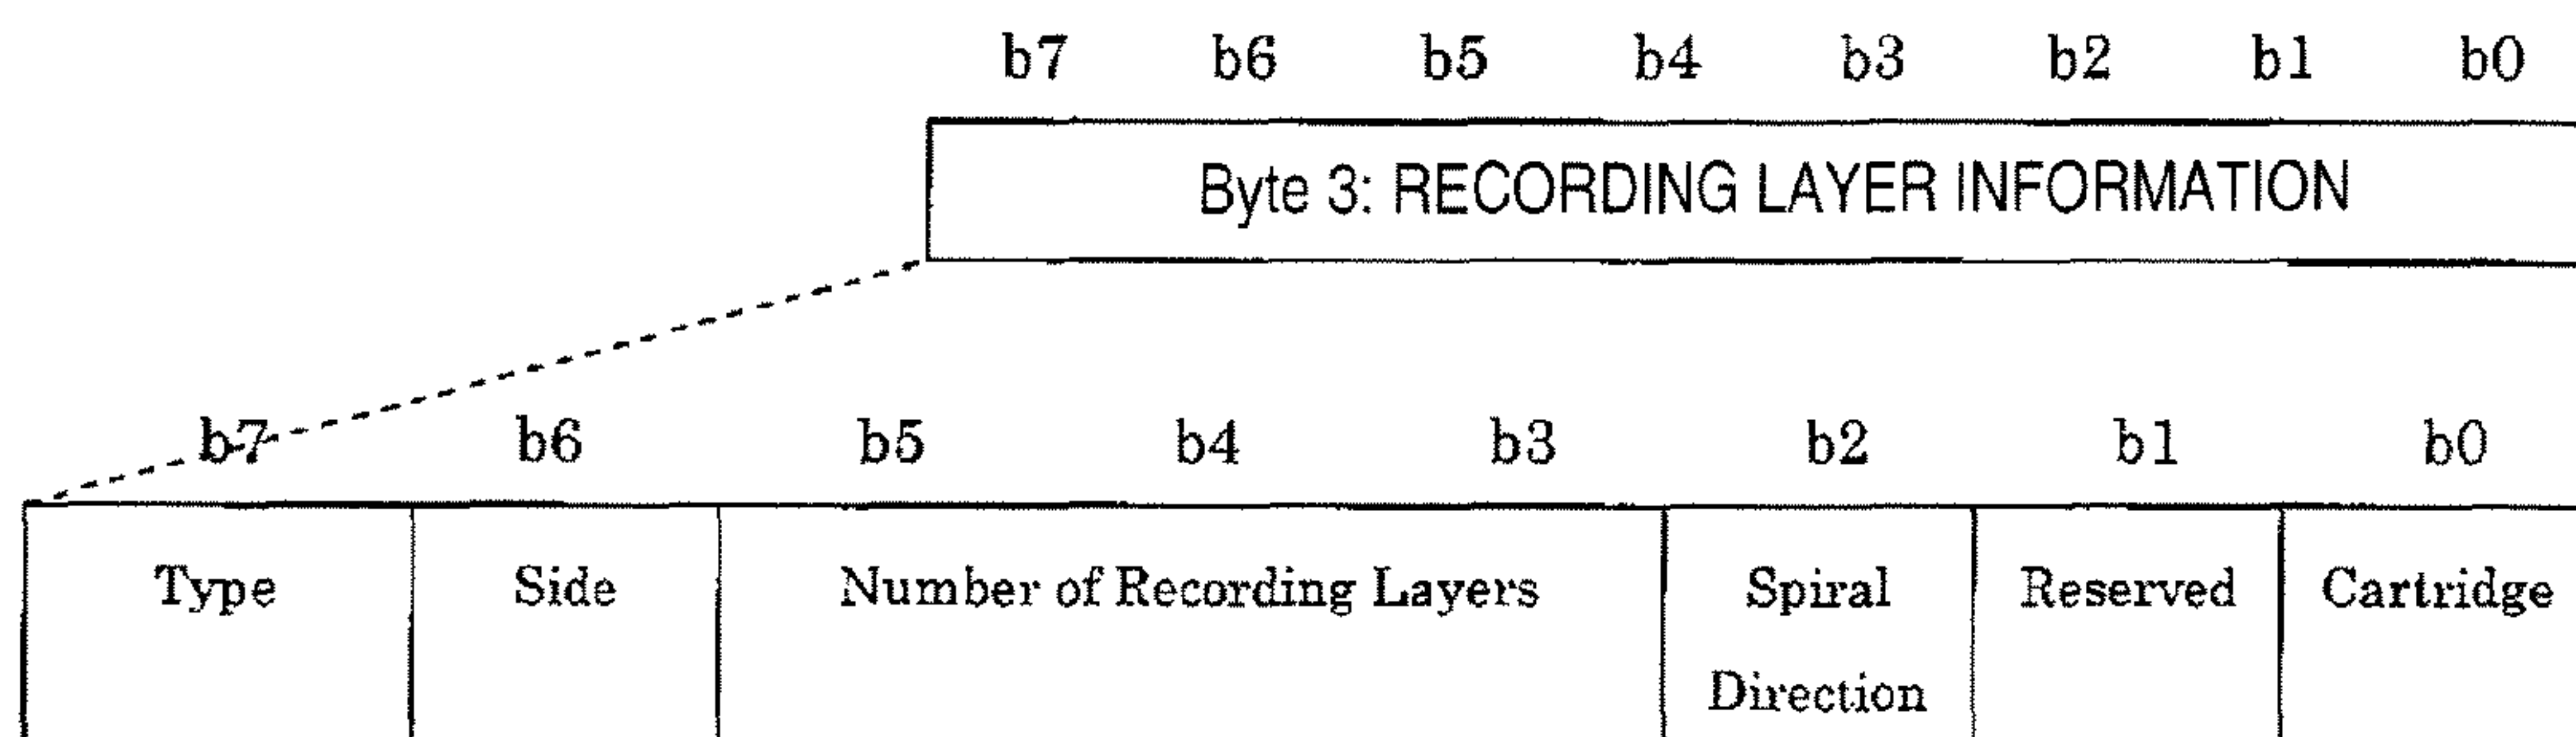 b7 b6 b5 b4 b3 b2 b1 b0
Byte 3: RECORDING LAYER INFORMATION
b7 b6 b5 b4 b3 b2 b1 b0
Type Side Number of Recording Layers Spiral Reserved Cartridge
Direction